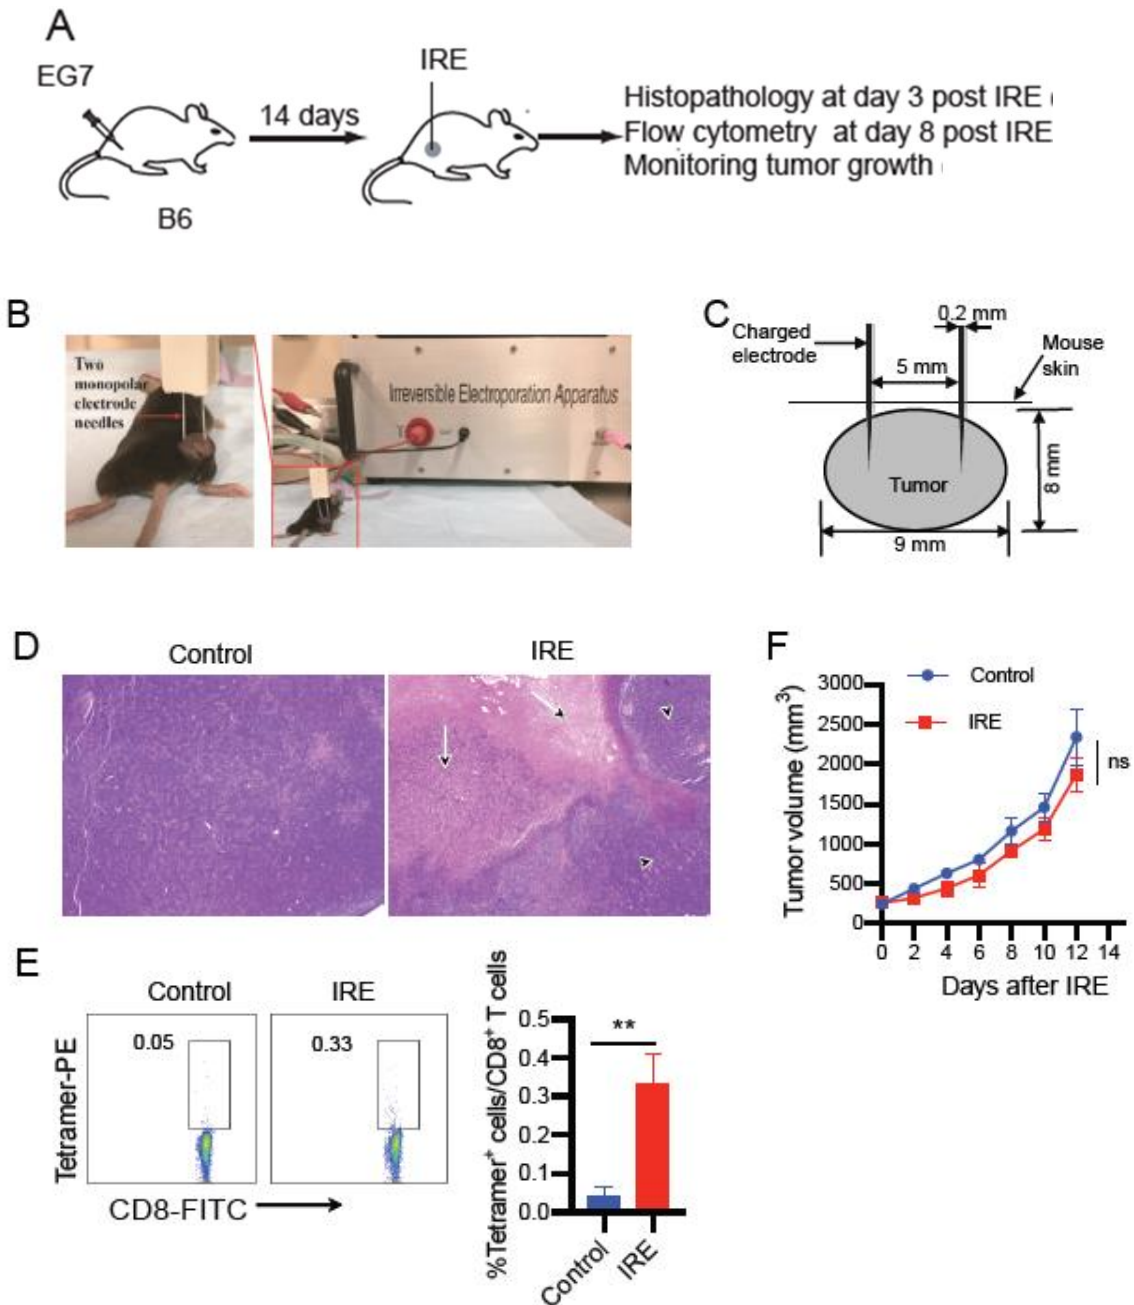 A
EG7
14 days
IRE
B6
Histopathology at day 3 post IRE (
Flow cytometry at day 8 post IRE
Monitoring tumor growth (
B
Two
monopolar
electrode
needles
Irreversible Electroporation Apparatus
C
Charged
electrode
0.2 mm
5 mm
Mouse
skin
Tumor
8 mm
9 mm
D
Control
IRE
E
Control
IRE
Tetramer-PE
0.05
0.33
CD8-FITC
%Tetramer⁺ cells/CD8⁺ T cells
0.5
0.4
0.3
0.2
0.1
0.0
**
Control
IRE
F
Control
IRE
Tumor volume (mm³)
3000
2500
2000
1500
1000
500
0
ns
0 2 4 6 8 10 12 14
Days after IRE